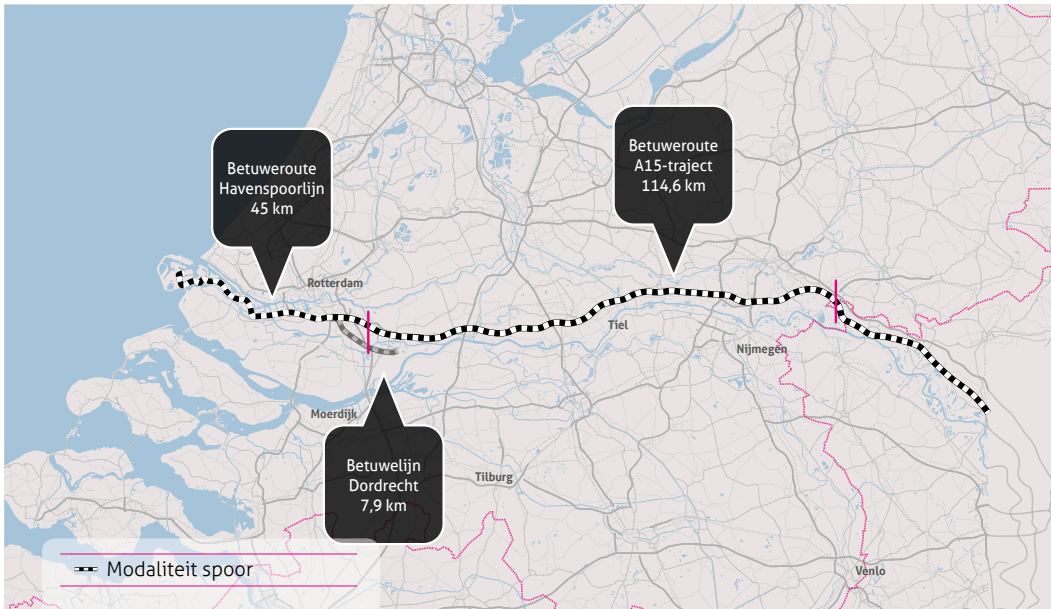 Betuweroute
A15-traject
114,6 km
Betuweroute
Havenspoorlijn
45 km
Rotterdam
Tiel
Nijmegen
Moerdijk
Betuwelijn
Dordrecht
7,9 km
Tilburg
Venlo
Modaliteit spoor